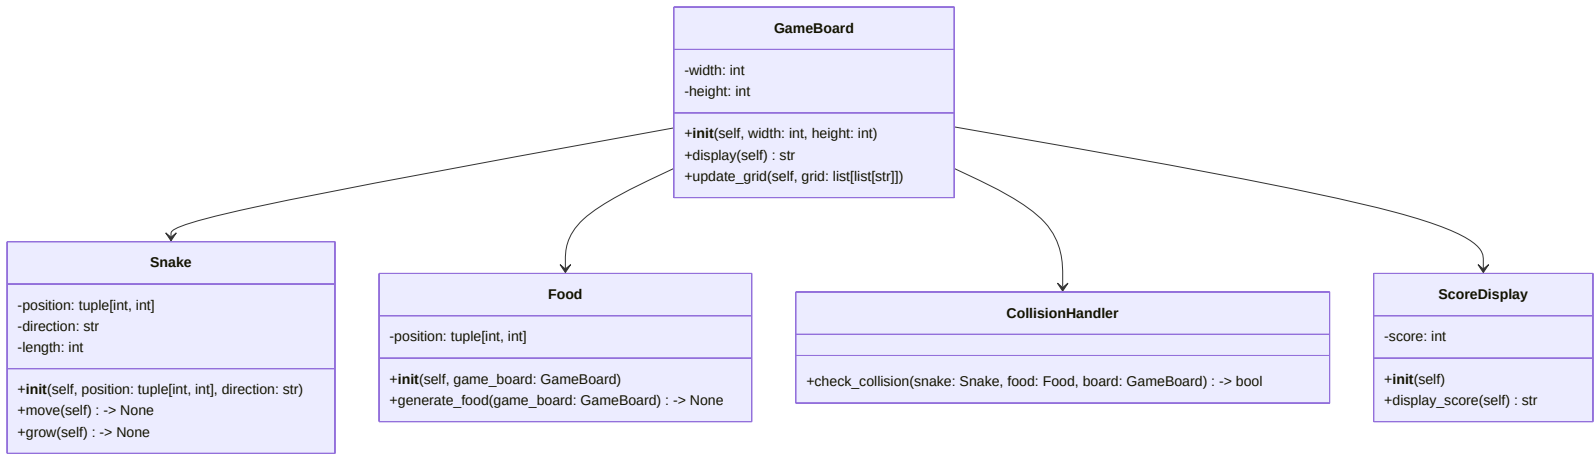 GameBoard
-width: int
-height: int
+init(self, width: int, height: int)
+display(self) : str
+update_grid(self, grid: list[list[str]])
Snake
-position: tuple[int, int]
-direction: str
-length: int
+init(self, position: tuple[int, int], direction: str)
+move(self) : -> None
+grow(self) : -> None
Food
-position: tuple[int, int]
+init(self, game_board: GameBoard)
+generate_food(game_board: GameBoard) : -> None
CollisionHandler
+check_collision(snake: Snake, food: Food, board: GameBoard) : -> bool
ScoreDisplay
-score: int
+init(self)
+display_score(self) : str